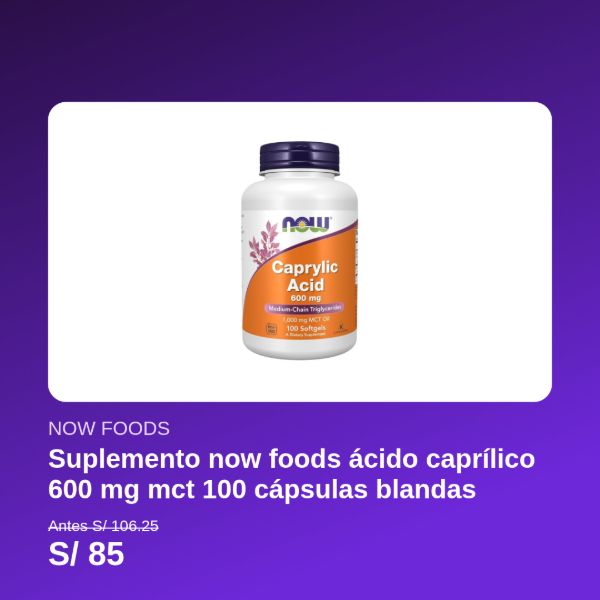 now
Caprylic
Acid
600 mg
Medium-Chain Triglycerides
1,000 mg MCT Oil
100 Softgels
A Dietary Supplement
NOW FOODS
Suplemento now foods ácido caprílico
600 mg mct 100 cápsulas blandas
Antes S/ 106.25
S/ 85